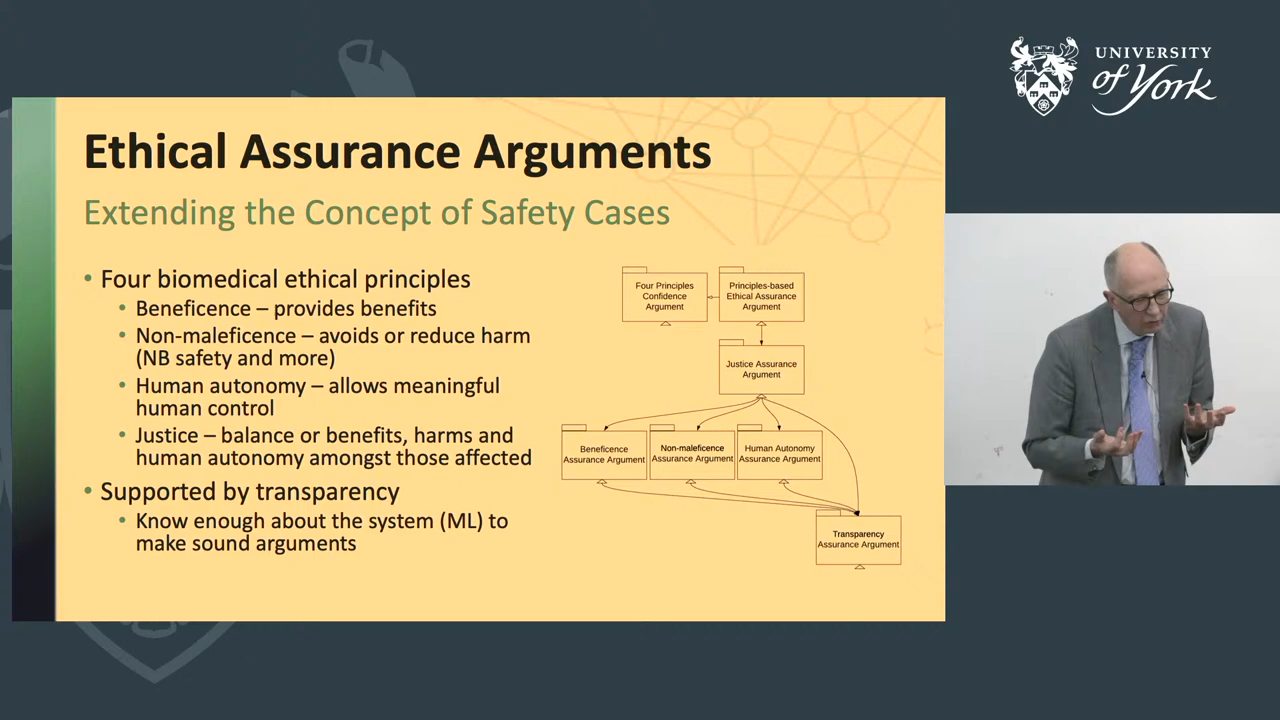 UNIVERSITY
of York
Ethical Assurance Arguments
Extending the Concept of Safety Cases
• Four biomedical ethical principles
• Beneficence – provides benefits
• Non-maleficence – avoids or reduce harm
(NB safety and more)
• Human autonomy – allows meaningful
human control
• Justice – balance or benefits, harms and
human autonomy amongst those affected
• Supported by transparency
• Know enough about the system (ML) to
make sound arguments
Four Principles
Confidence
Argument
Principles-based
Ethical Assurance
Argument
Justice Assurance
Argument
Beneficence
Assurance Argument
Non-maleficence
Assurance Argument
Human Autonomy
Assurance Argument
Transparency
Assurance Argument